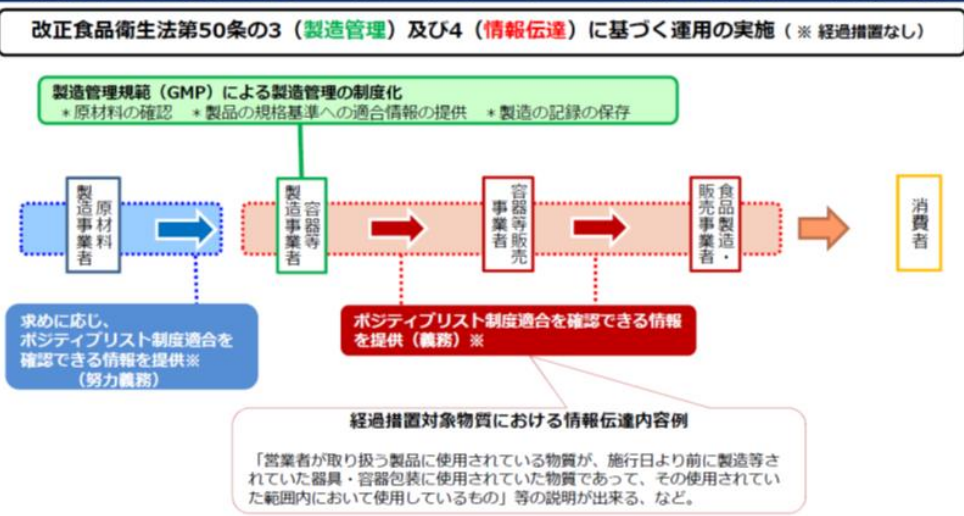 改正食品衛生法第50条の3（製造管理）及び4（情報伝達）に基づく運用の実施（※ 経過措置なし）
製造管理規範（GMP）による製造管理の制度化
＊原材料の確認　＊製品の規格基準への適合情報の提供　＊製造の記録の保存
原材料
製造事業者
容器等
製造事業者
容器等販売
事業者
食品製造・
販売事業者
消費者
求めに応じ、
ポジティブリスト制度適合を
確認できる情報を提供※
（努力義務）
ポジティブリスト制度適合を確認できる情報
を提供（義務）※
経過措置対象物質における情報伝達内容例
「営業者が取り扱う製品に使用されている物質が、施行日より前に製造等さ
れていた器具・容器包装に使用されていた物質であって、その使用されてい
た範囲内において使用しているもの」等の説明が出来る、など。